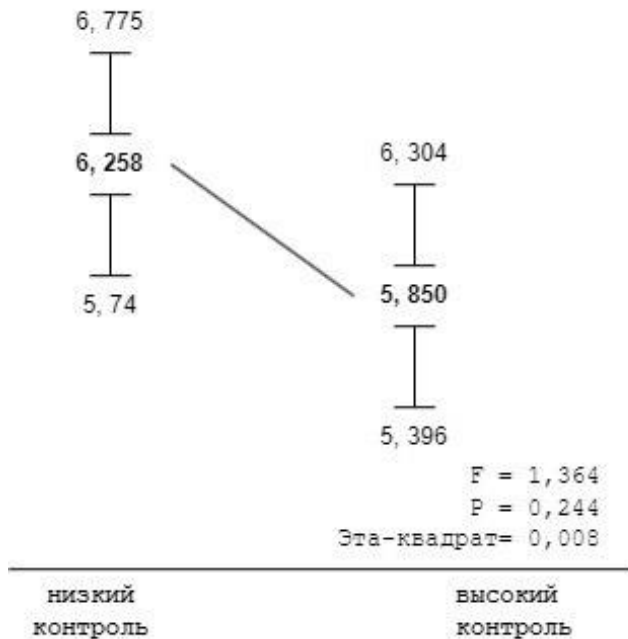 6, 775
6, 258
6, 304
5, 850
5, 74
5, 396
F = 1,364
P = 0,244
Эта-квадрат= 0,008
низкий
контроль
высокий
контроль